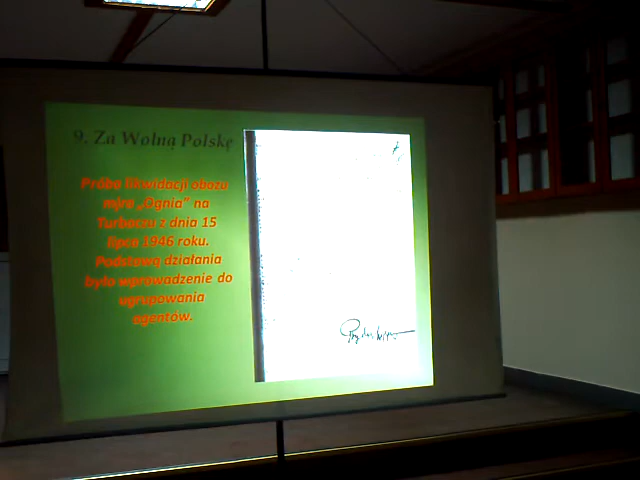 9. Za Wolną Polskę
Próba likwidacji obozu
mjra „Ognia” na
Turbaczu z dnia 15
lipca 1946 roku.
Podstawą działania
było wprowadzenie do
ugrupowania
agentów.